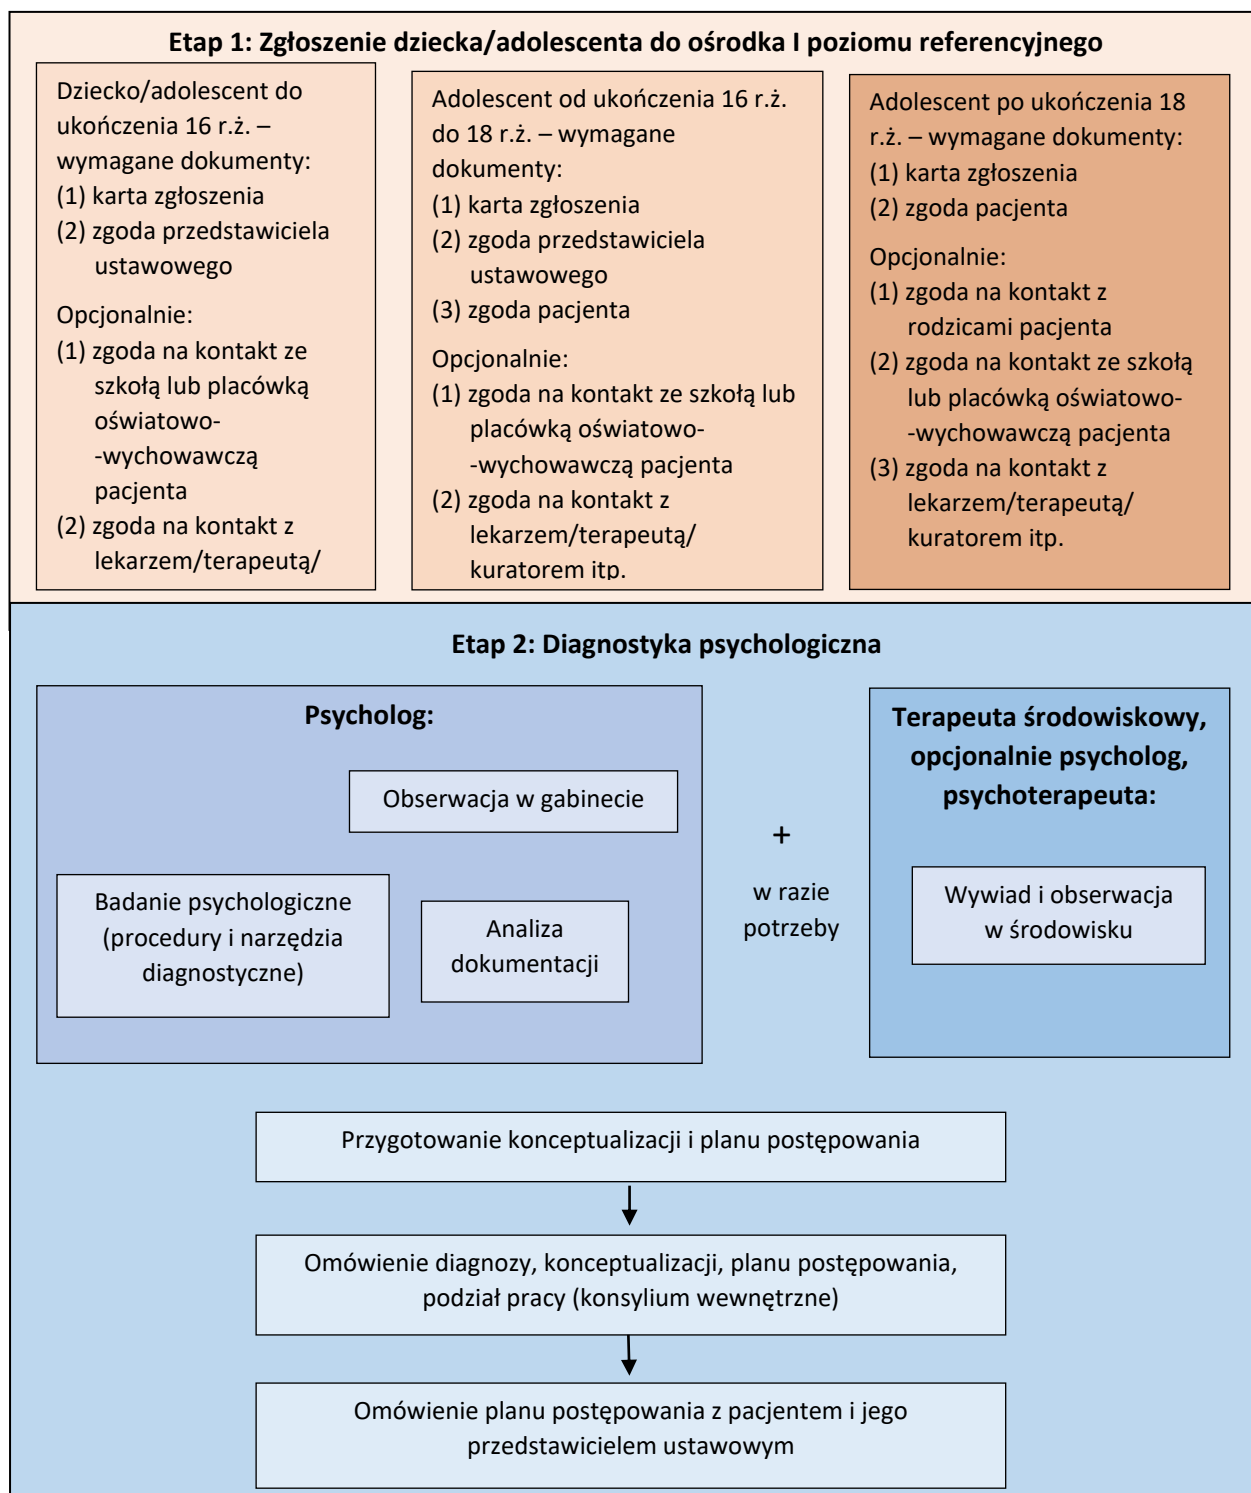 Etap 1: Zgłoszenie dziecka/adolescenta do ośrodka I poziomu referencyjnego
Dziecko/adolescent do
ukończenia 16 r.ż. –
wymagane dokumenty:
(1) karta zgłoszenia
(2) zgoda przedstawiciela
ustawowego
Opcjonalnie:
(1) zgoda na kontakt ze
szkołą lub placówką
oświatowo-
-wychowawczą
pacjenta
(2) zgoda na kontakt z
lekarzem/terapeutą/
Adolescent od ukończenia 16 r.ż.
do 18 r.ż. – wymagane
dokumenty:
(1) karta zgłoszenia
(2) zgoda przedstawiciela
ustawowego
(3) zgoda pacjenta
Opcjonalnie:
(1) zgoda na kontakt ze szkołą lub
placówką oświatowo-
-wychowawczą pacjenta
(2) zgoda na kontakt z
lekarzem/terapeutą/
kuratorem itp.
Adolescent po ukończenia 18
r.ż. – wymagane dokumenty:
(1) karta zgłoszenia
(2) zgoda pacjenta
Opcjonalnie:
(1) zgoda na kontakt z
rodzicami pacjenta
(2) zgoda na kontakt ze szkołą
lub placówką oświatowo-
-wychowawczą pacjenta
(3) zgoda na kontakt z
lekarzem/terapeutą/
kuratorem itp.
Etap 2: Diagnostyka psychologiczna
Psycholog:
Obserwacja w gabinecie
Badanie psychologiczne
(procedury i narzędzia
diagnostyczne)
Analiza
dokumentacji
+
w razie
potrzeby
Terapeuta środowiskowy,
opcjonalnie psycholog,
psychoterapeuta:
Wywiad i obserwacja
w środowisku
Przygotowanie konceptualizacji i planu postępowania
Omówienie diagnozy, konceptualizacji, planu postępowania,
podział pracy (konsylium wewnętrzne)
Omówienie planu postępowania z pacjentem i jego
przedstawicielem ustawowym